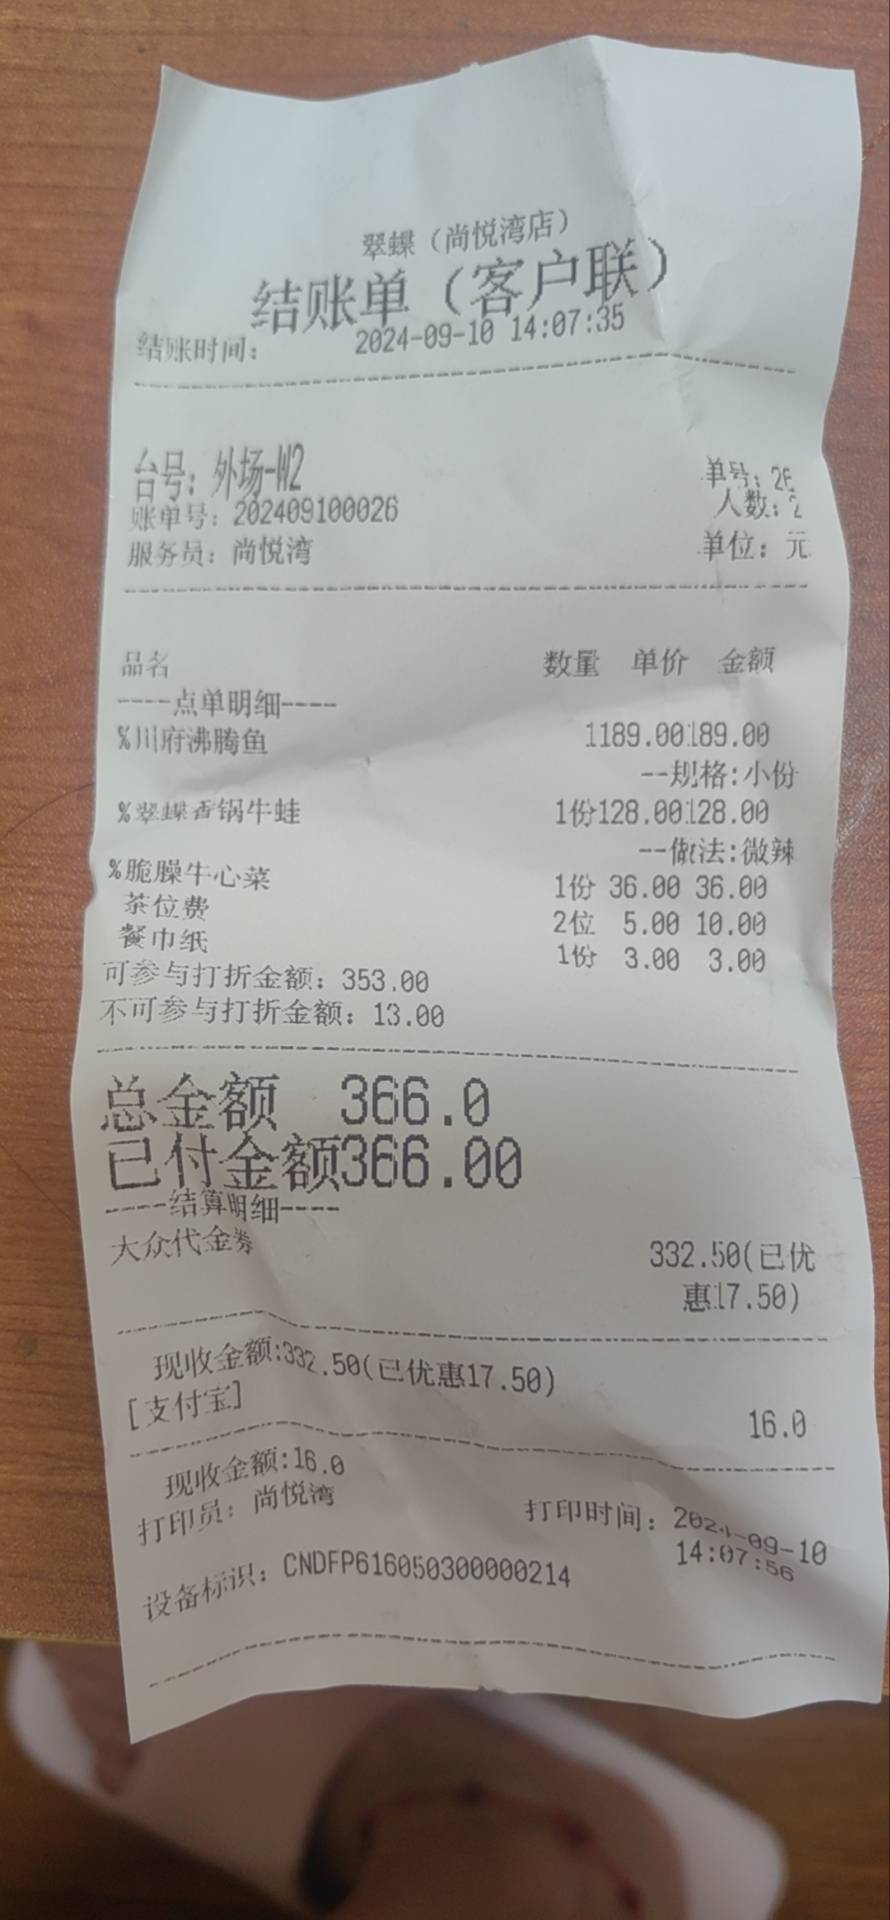 翠蝶（尚悦湾店）
结账单（客户联）
结账时间： 2024-09-10 14:07:35
台号：外场-W2
单号：26
账单号：202409100026 人数：2
服务员：尚悦湾 单位：元
品名 数量 单价 金额
----点单明细----
%川府沸腾鱼 1189.00189.00
--规格:小份
%翠蝶香锅牛蛙 1份128.00128.00
--做法:微辣
%脆臊牛心菜 1份 36.00 36.00
茶位费 2位 5.00 10.00
餐巾纸 1份 3.00 3.00
可参与打折金额：353.00
不可参与打折金额：13.00
总金额 366.0
已付金额366.00
----结算明细----
大众代金券 332.50(已优
惠17.50)
现收金额:332.50(已优惠17.50)
[支付宝] 16.0
现收金额:16.0
打印员：尚悦湾 打印时间：2024-09-10
14:07:56
设备标识：CNDFP616050300000214